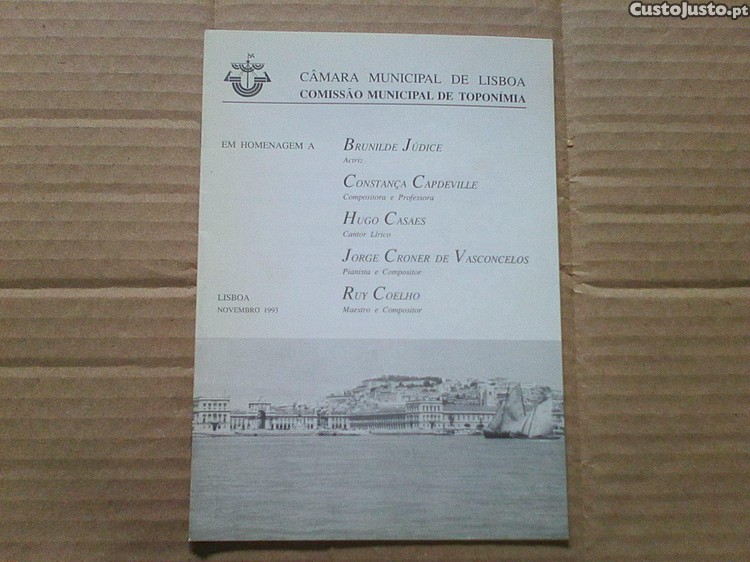 CustoJusto.pt
CÂMARA MUNICIPAL DE LISBOA
COMISSÃO MUNICIPAL DE TOPONÍMIA
EM HOMENAGEM A
BRUNILDE JÚDICE
Actriz
CONSTANÇA CAPDEVILLE
Compositora e Professora
HUGO CASAES
Cantor Lírico
JORGE CRONER DE VASCONCELOS
Pianista e Compositor
RUY COELHO
Maestro e Compositor
LISBOA
NOVEMBRO 1993